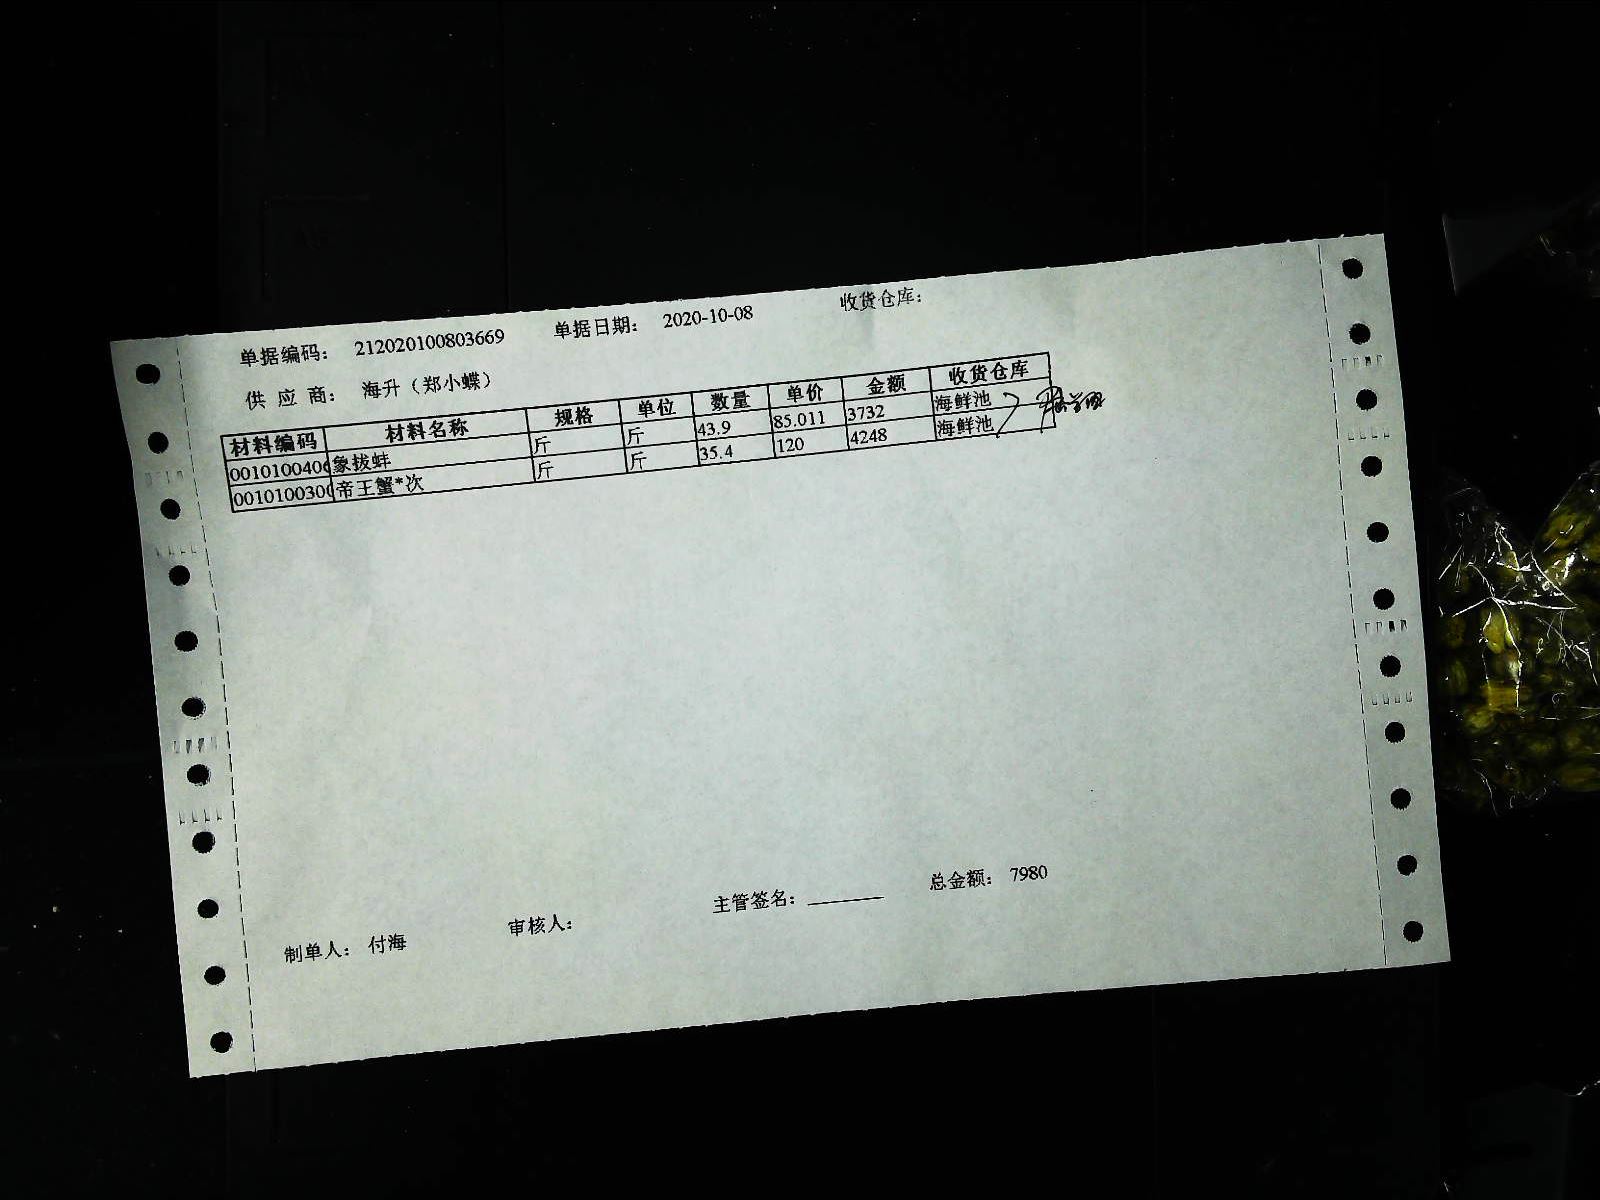 单据编码: 212020100803669 单据日期: 2020-10-08 收货仓库:
供 应 商: 海升（郑小蝶）
材料编码 材料名称 规格 单位 数量 单价 金额 收货仓库
0010100400 象拔蚌 斤 斤 43.9 85.011 3732 海鲜池
0010100300 帝王蟹*次 斤 斤 35.4 120 4248 海鲜池
制单人: 付海 审核人: 主管签名: ________ 总金额: 7980